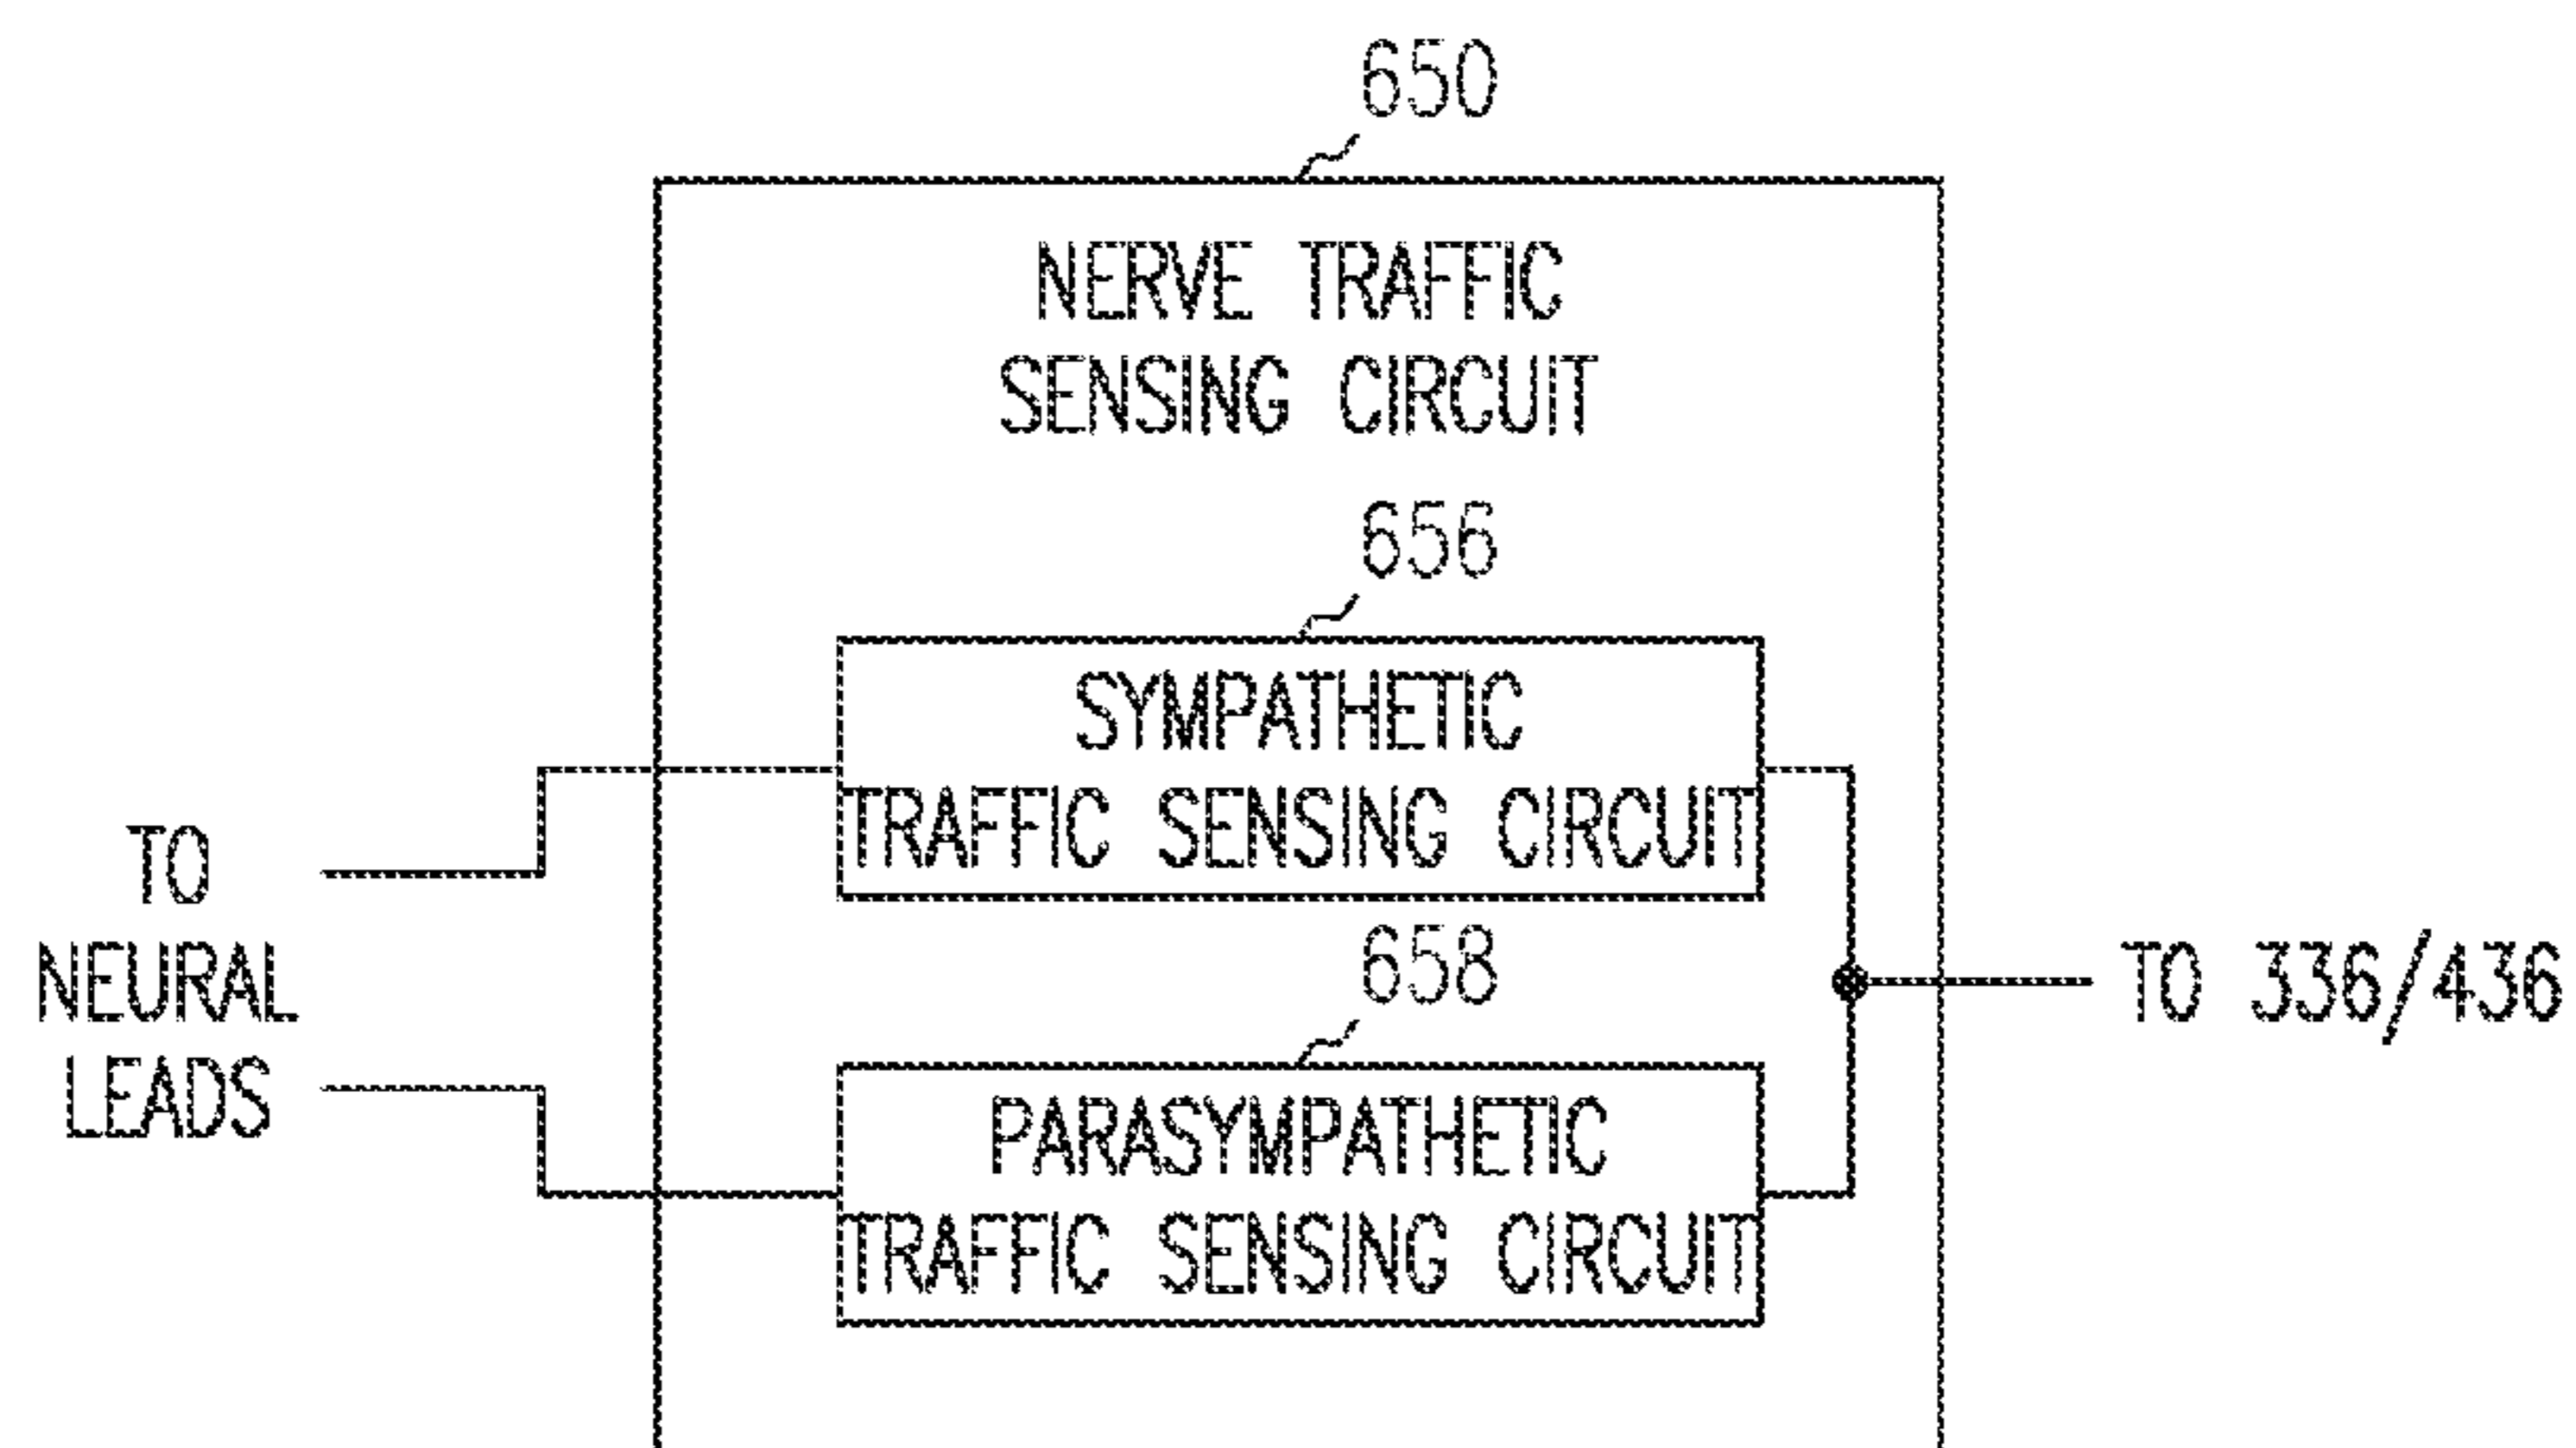 650
NERVE TRAFFIC
SENSING CIRCUIT
656
SYMPATHETIC
TRAFFIC SENSING CIRCUIT
TO
NEURAL
LEADS
658
TO 336/436
PARASYMPATHETIC
TRAFFIC SENSING CIRCUIT